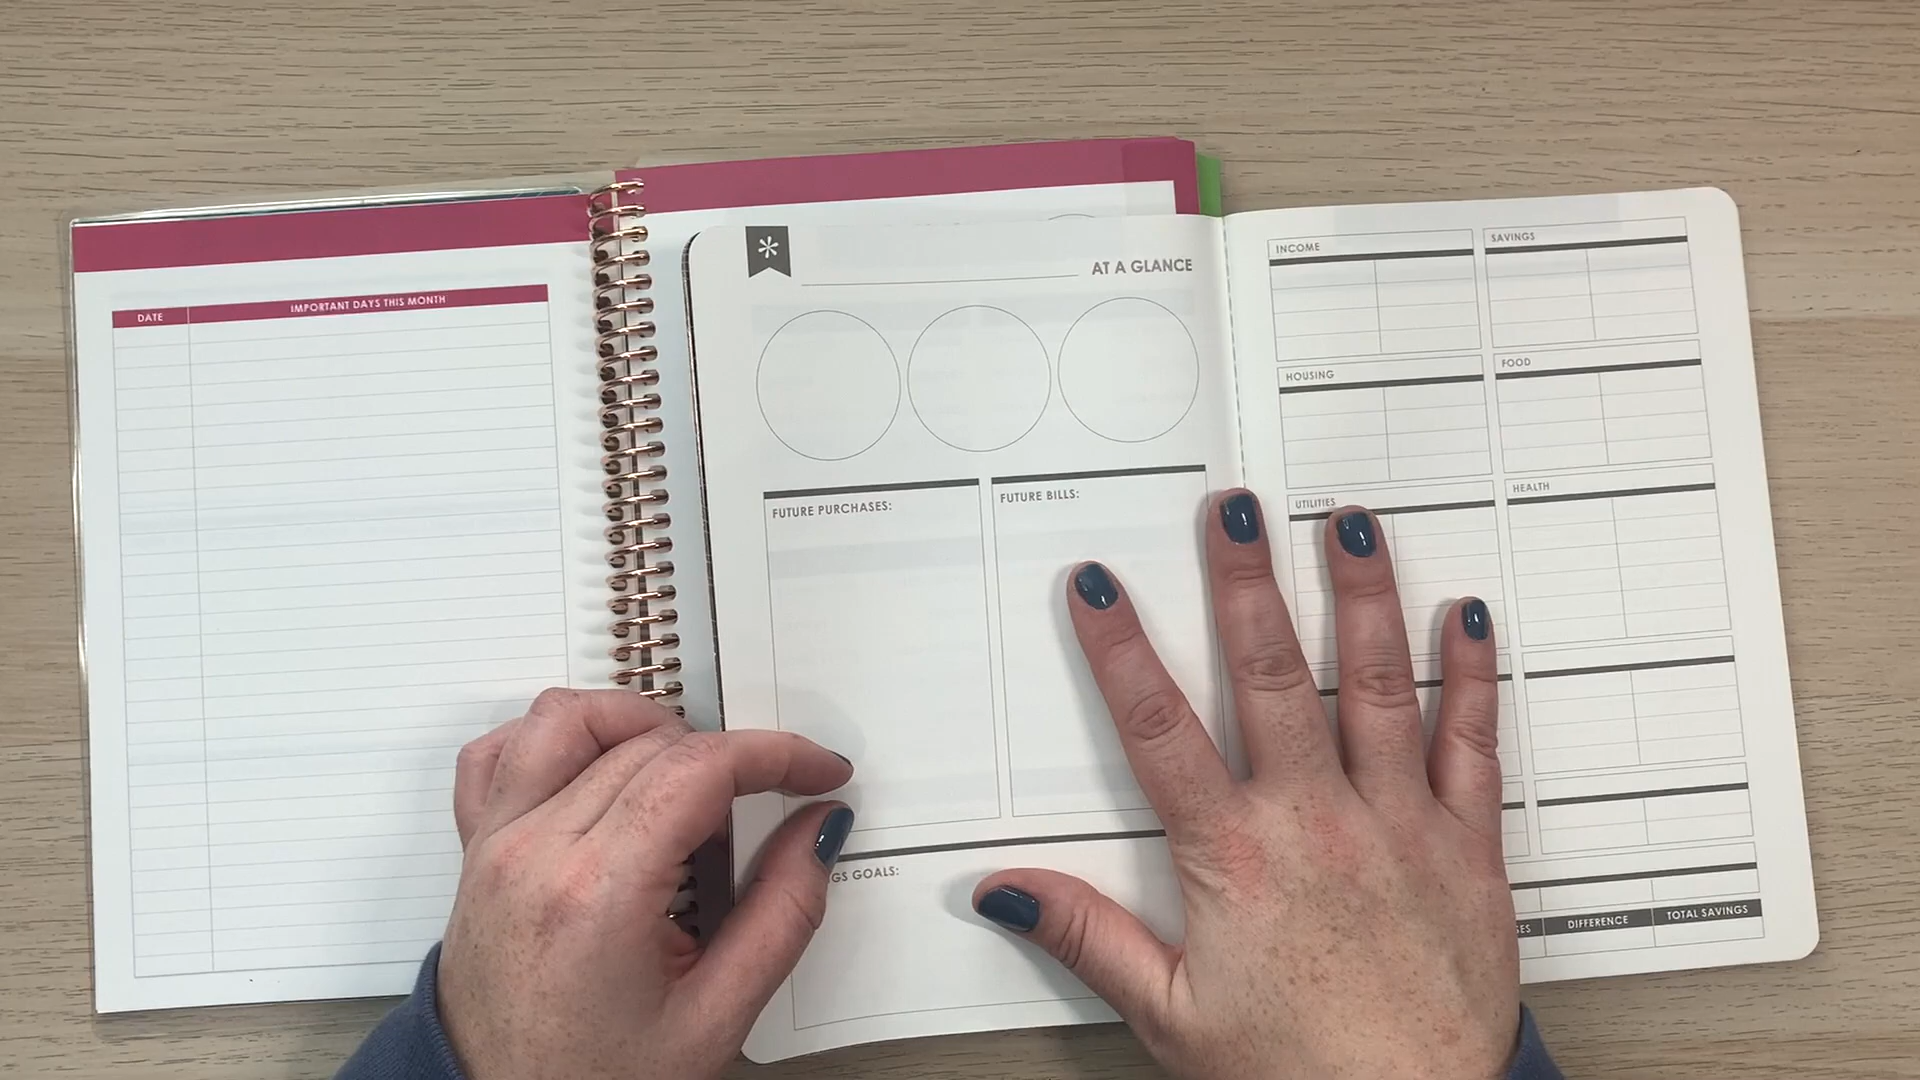 DATE IMPORTANT DAYS THIS MONTH
* AT A GLANCE
FUTURE PURCHASES:
FUTURE BILLS:
GOALS:
INCOME
SAVINGS
HOUSING
FOOD
UTILITIES
HEALTH
DIFFERENCE TOTAL SAVINGS